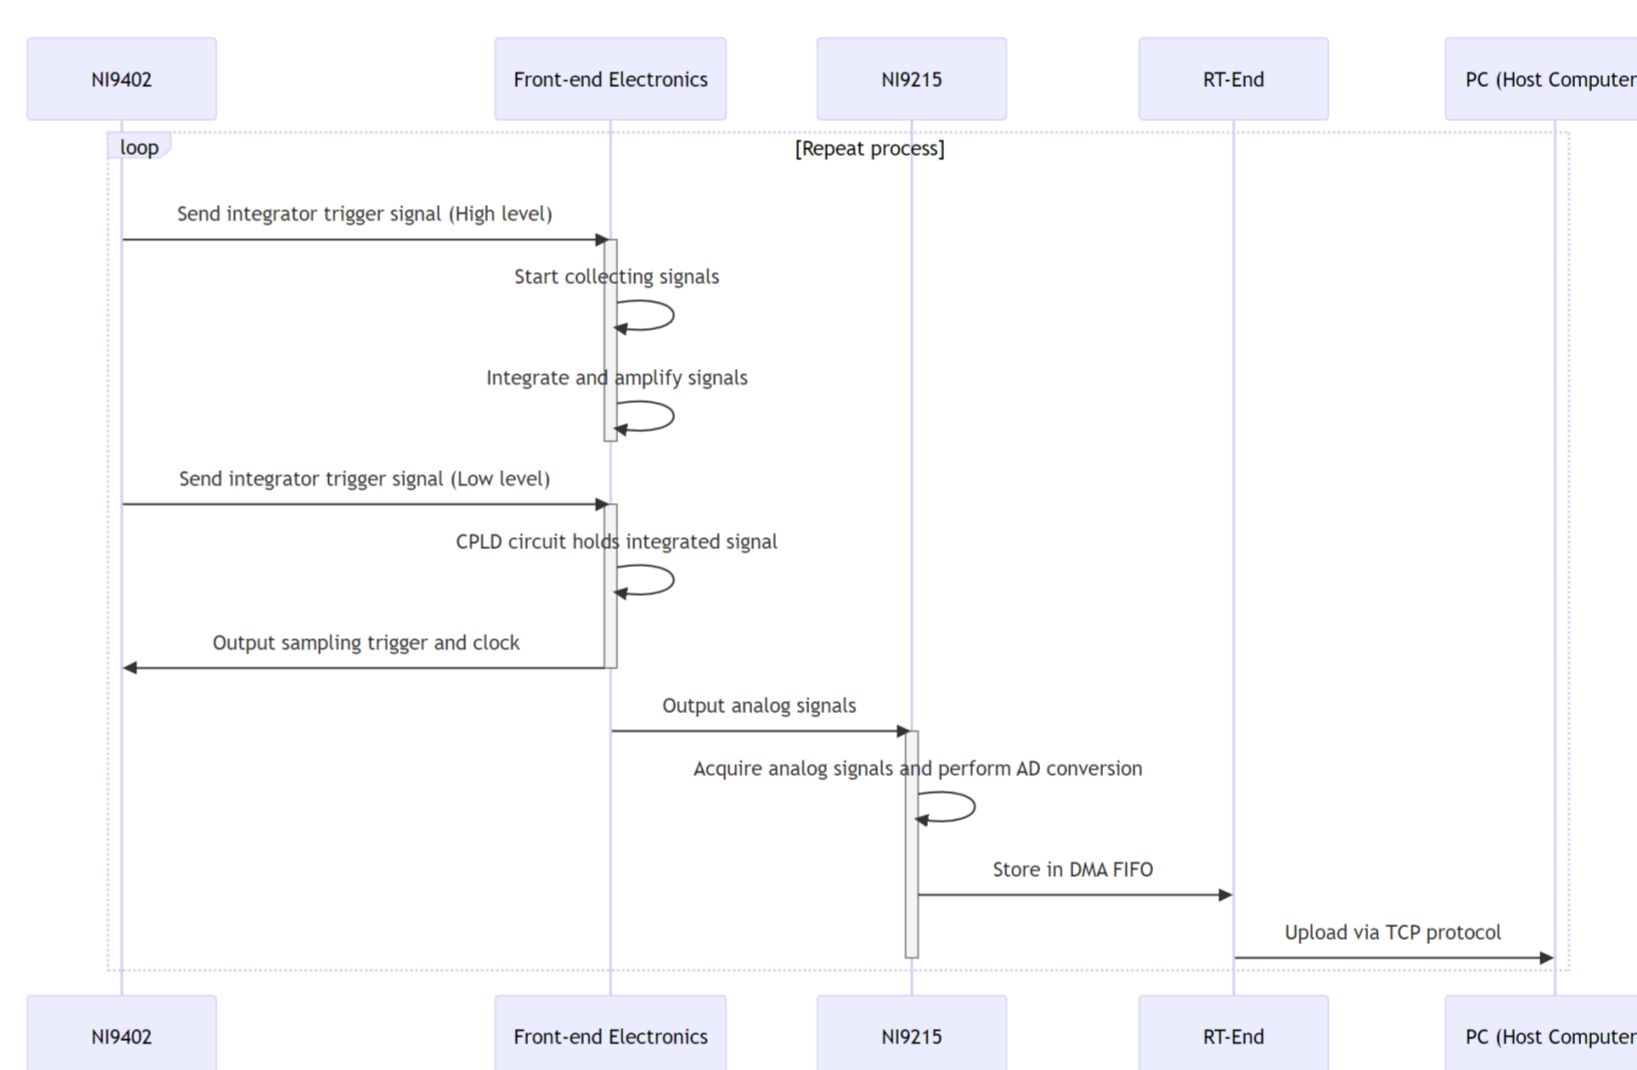 NI9402
Front-end Electronics
NI9215
RT-End
PC (Host Computer
loop
[Repeat process]
Send integrator trigger signal (High level)
Start collecting signals
Integrate and amplify signals
Send integrator trigger signal (Low level)
CPLD circuit holds integrated signal
Output sampling trigger and clock
Output analog signals
Acquire analog signals and perform AD conversion
Store in DMA FIFO
Upload via TCP protocol
NI9402
Front-end Electronics
NI9215
RT-End
PC (Host Computer